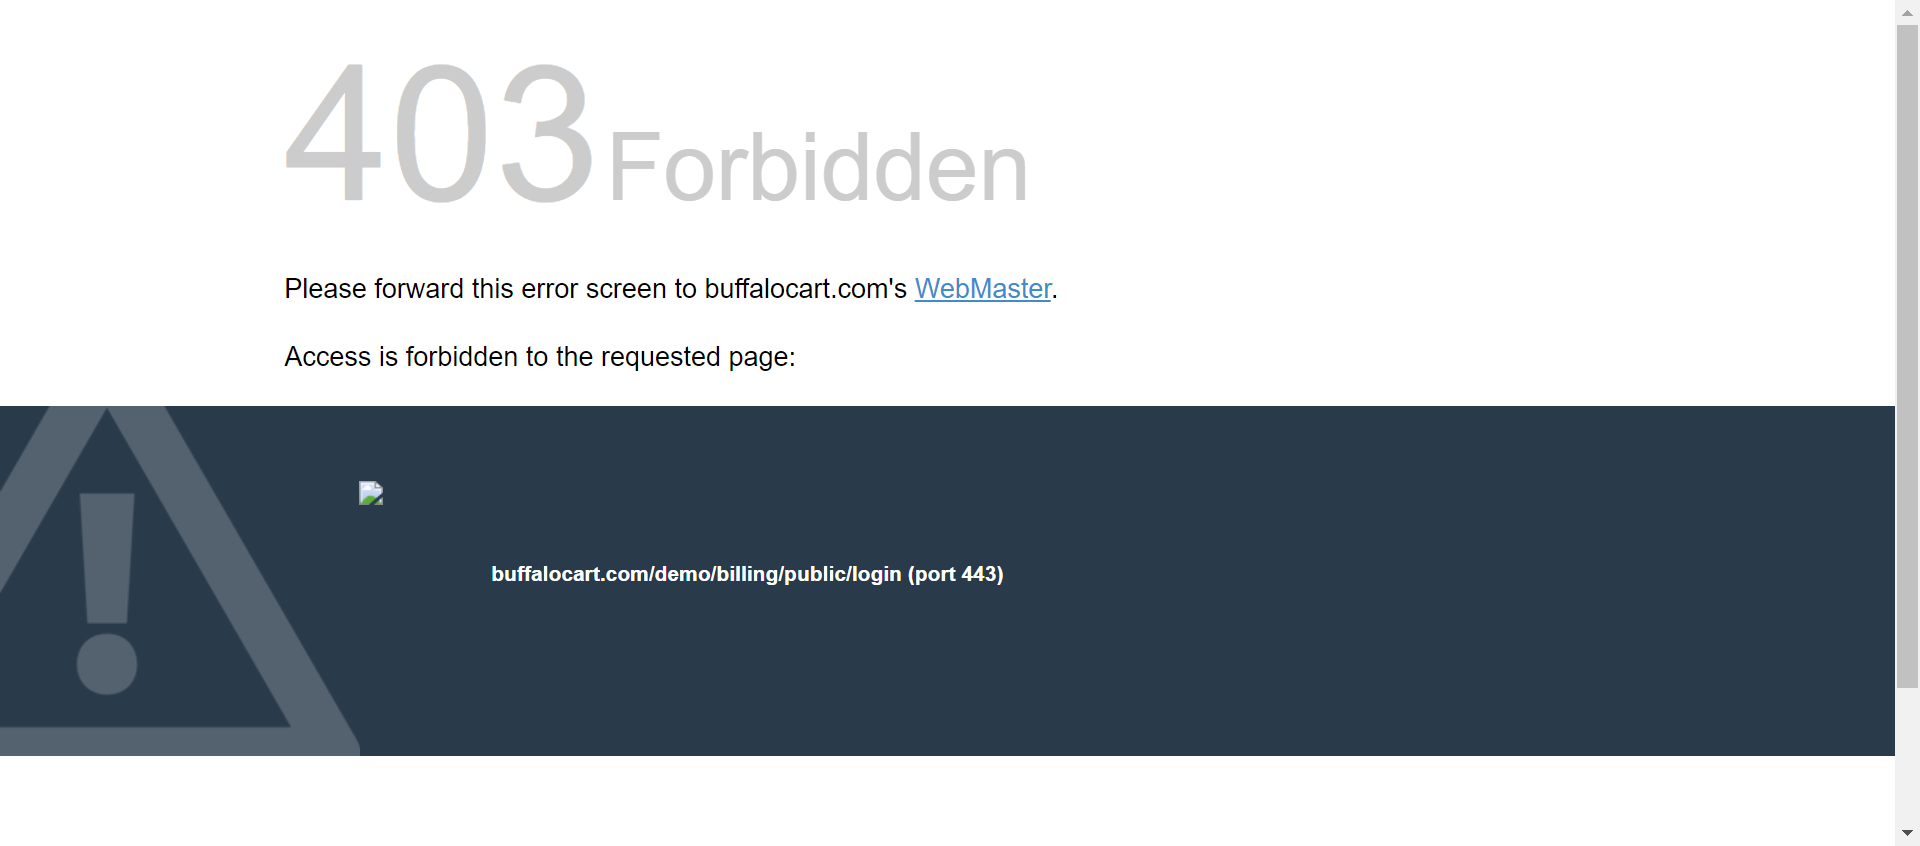 403 Forbidden
Please forward this error screen to buffalocart.com's WebMaster.
Access is forbidden to the requested page:
buffalocart.com/demo/billing/public/login (port 443)